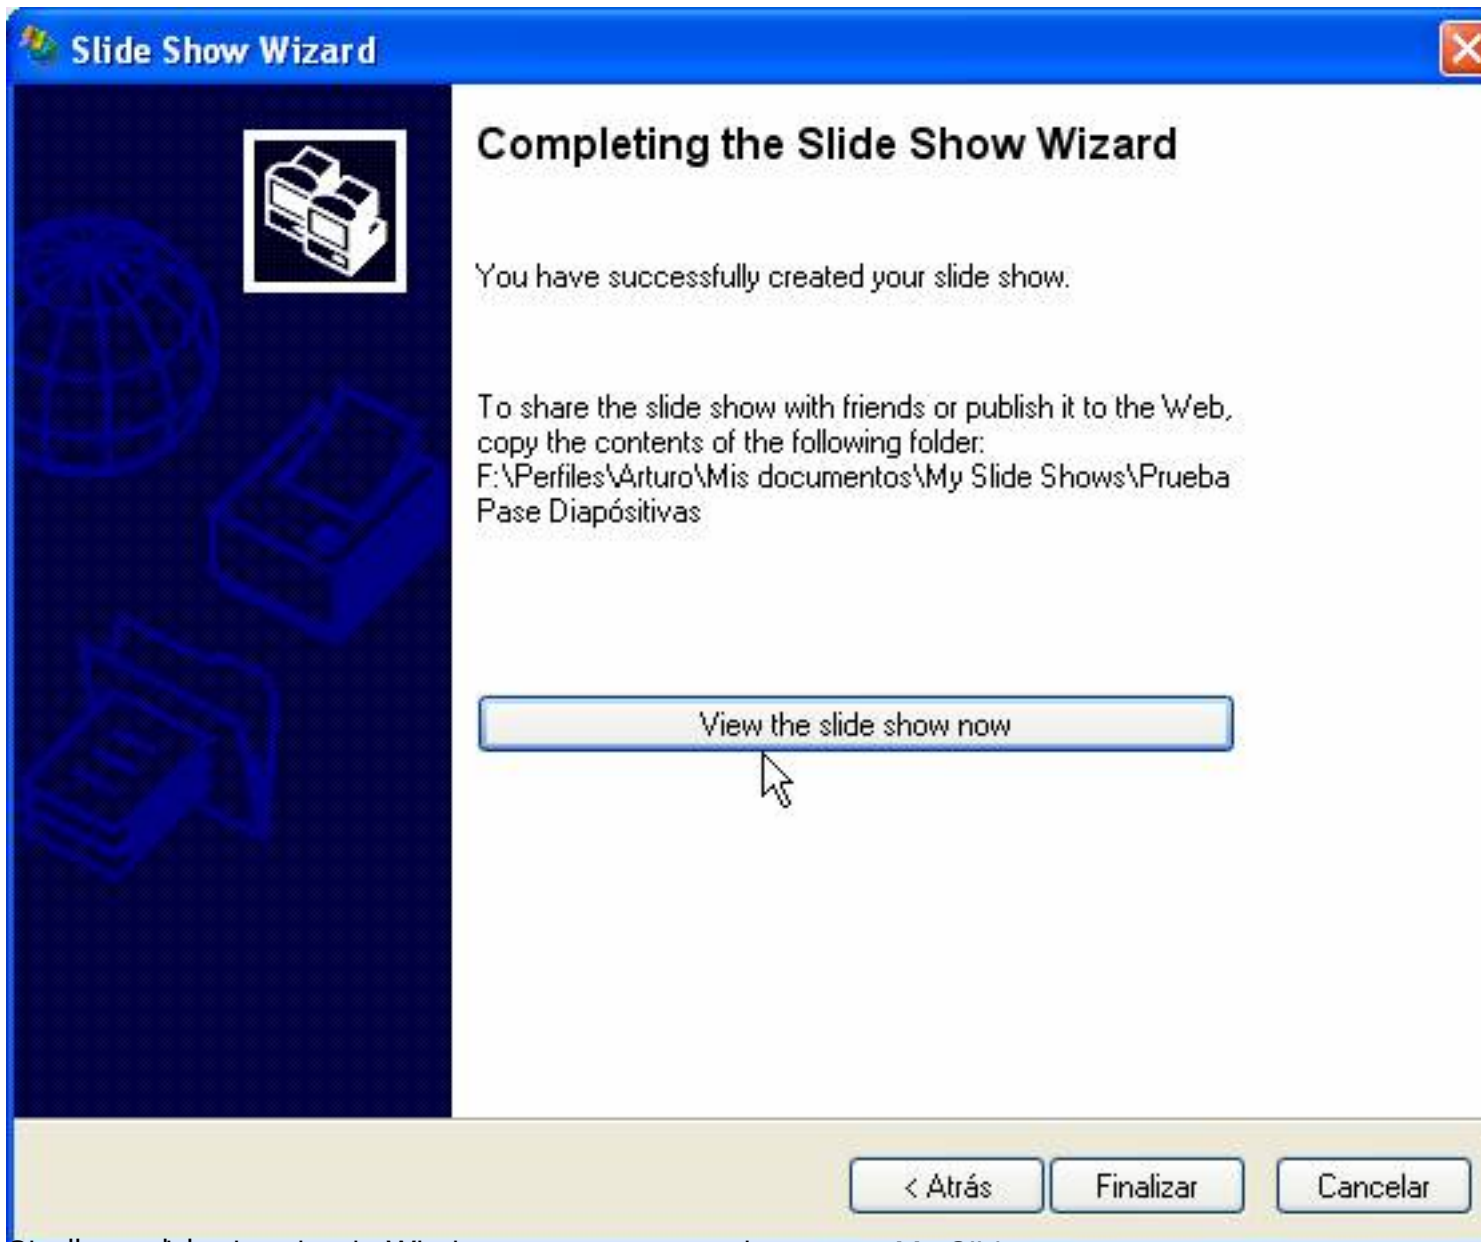 Slide Show Wizard
Completing the Slide Show Wizard
You have successfully created your slide show.
To share the slide show with friends or publish it to the Web,
copy the contents of the following folder:
F:\Perfiles\Arturo\Mis documentos\My Slide Shows\Prueba
Pase Diapósitivas
View the slide show now
< Atrás
Finalizar
Cancelar